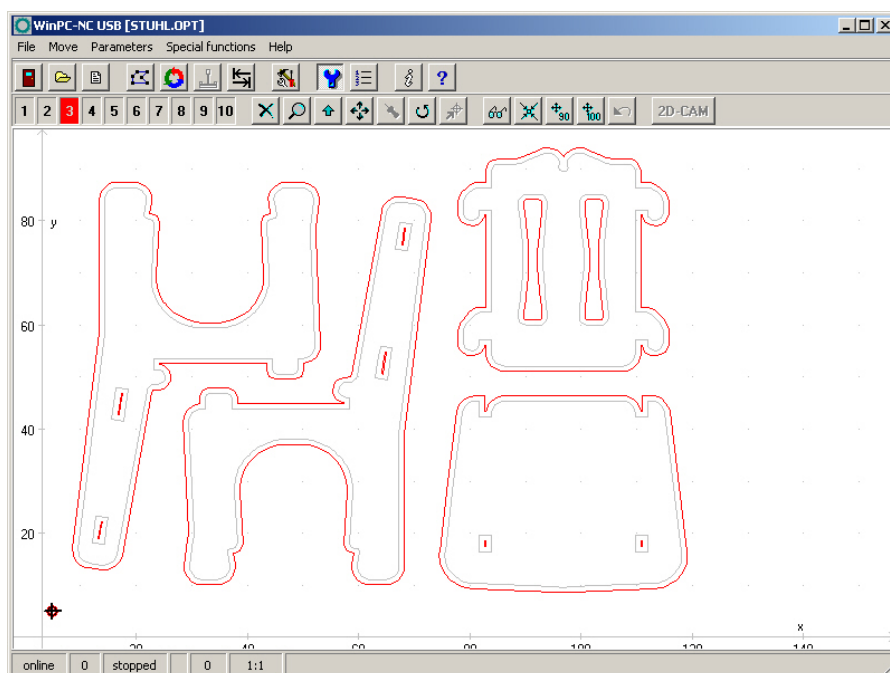 WinPC-NC USB [STUHL.OPT]
File Move Parameters Special functions Help
i ?
1 2 3 4 5 6 7 8 9 10 90 100 2D-CAM
80
y
60
40
20
x
20 40 60 80 100 120 140
online 0 stopped 0 1:1